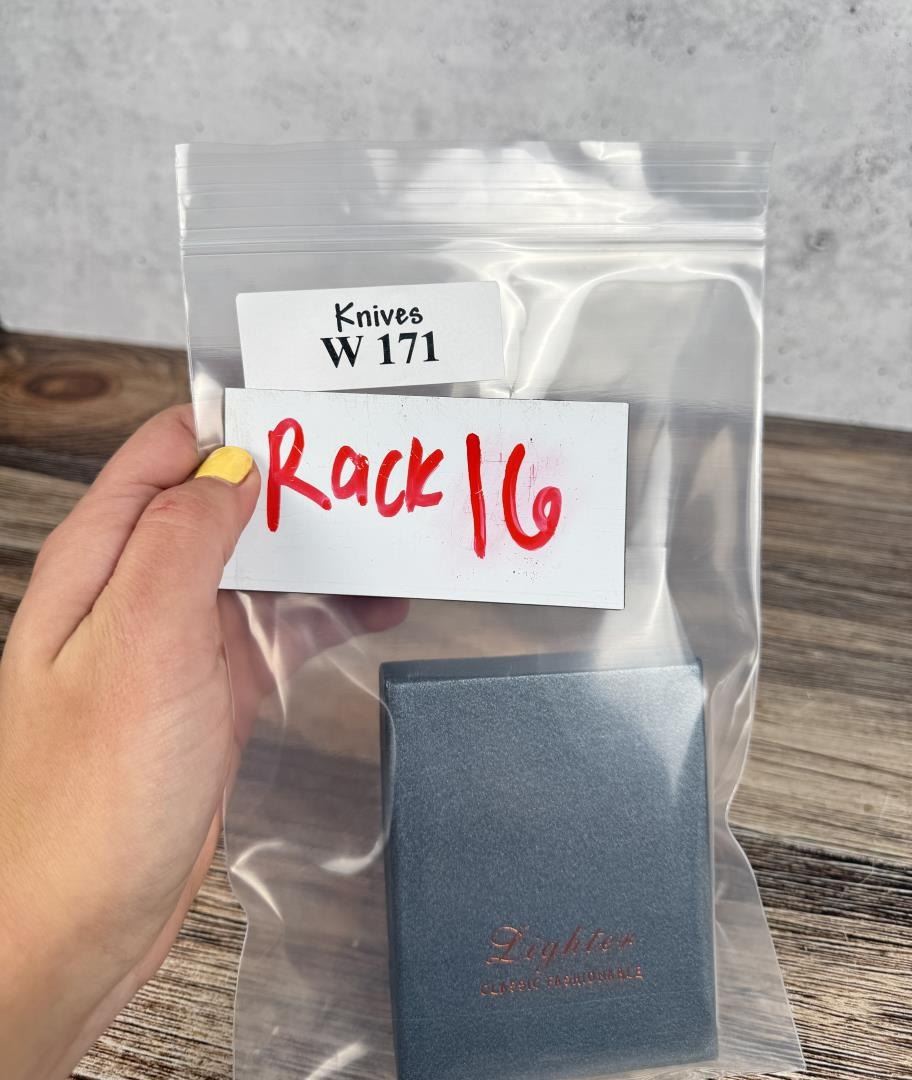 Knives
W 171
Rack 16
Lighter
CLASSIC FASHIONABLE